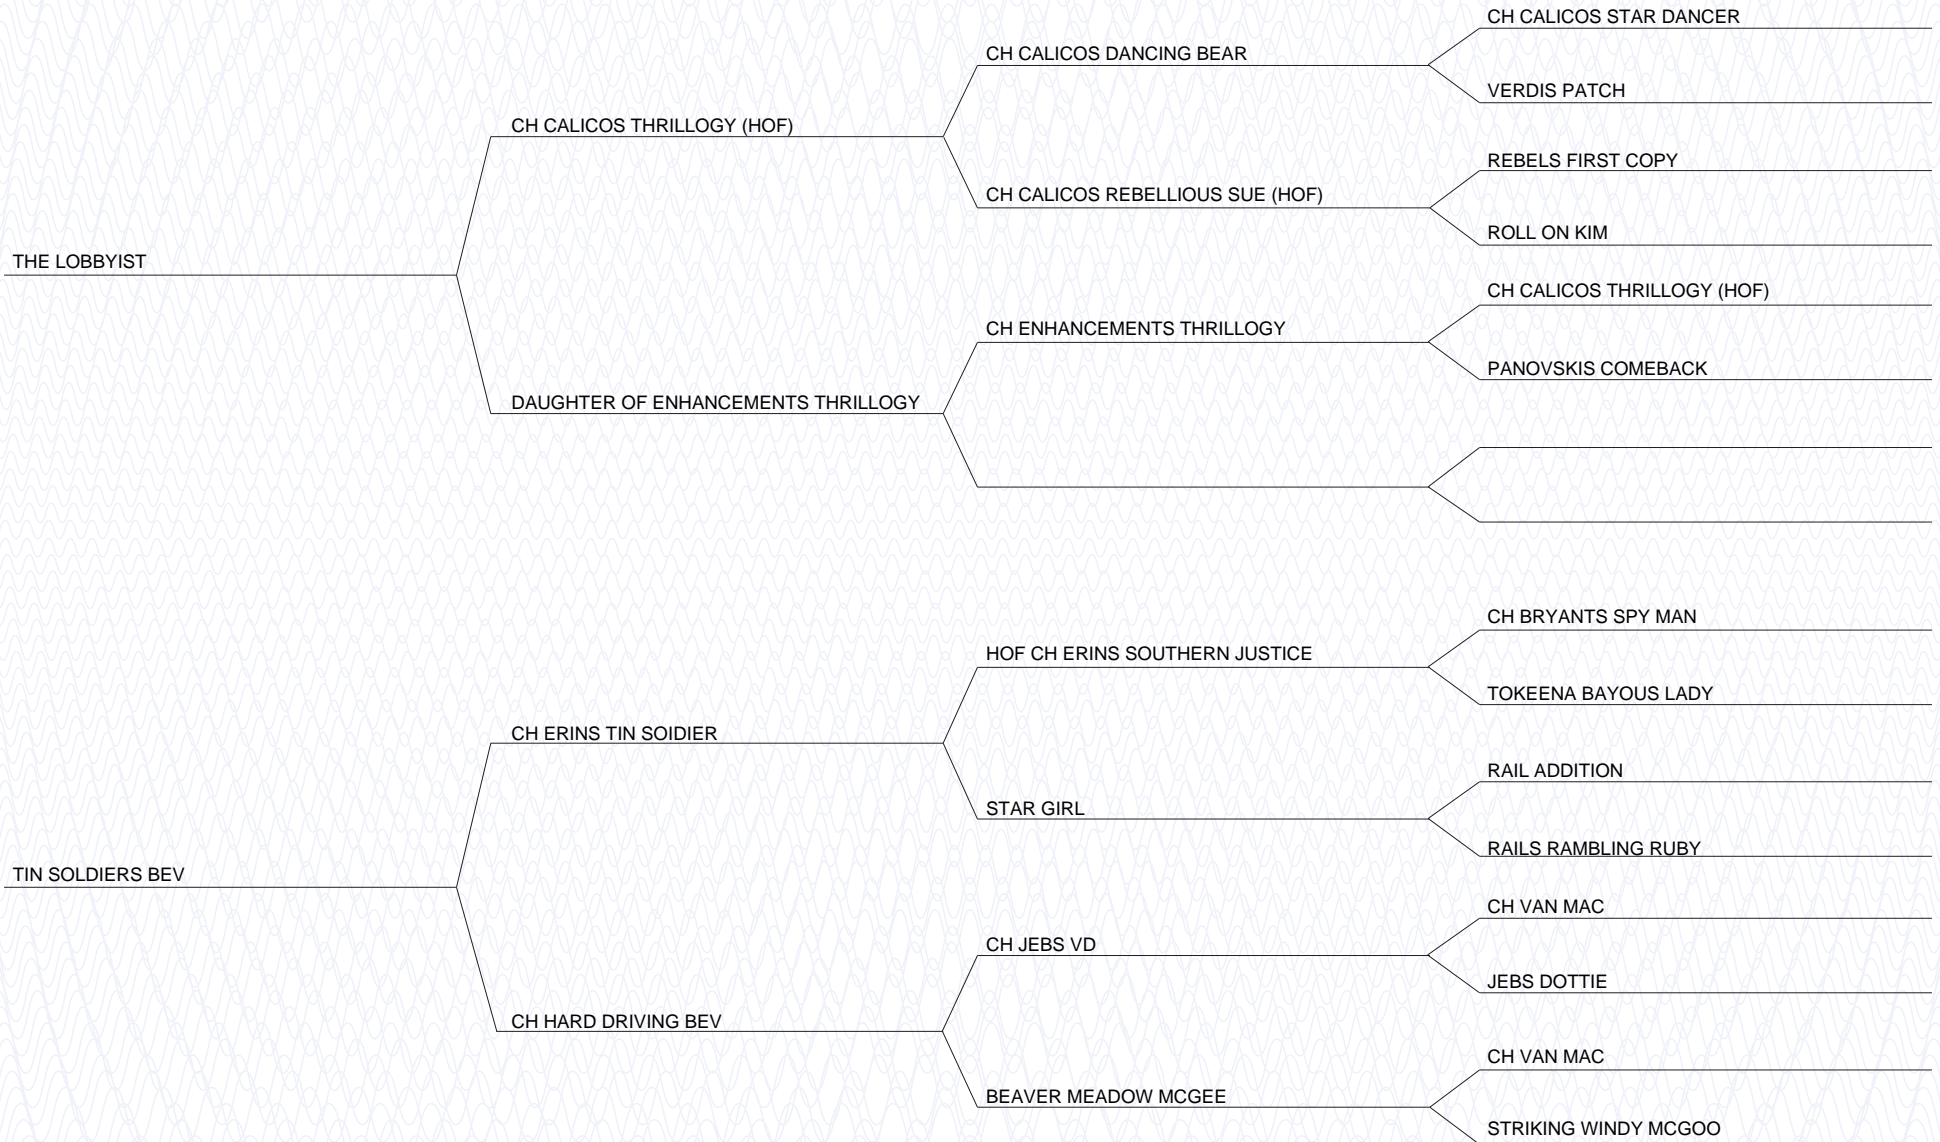 CH CALICOS STAR DANCER
CH CALICOS DANCING BEAR
VERDIS PATCH
CH CALICOS THRILLOGY (HOF)
REBELS FIRST COPY
CH CALICOS REBELLIOUS SUE (HOF)
ROLL ON KIM
THE LOBBYIST
CH CALICOS THRILLOGY (HOF)
CH ENHANCEMENTS THRILLOGY
PANOVSKIS COMEBACK
DAUGHTER OF ENHANCEMENTS THRILLOGY
CH BRYANTS SPY MAN
HOF CH ERINS SOUTHERN JUSTICE
TOKEENA BAYOUS LADY
CH ERINS TIN SOIDIER
RAIL ADDITION
STAR GIRL
RAILS RAMBLING RUBY
TIN SOLDIERS BEV
CH VAN MAC
CH JEBS VD
JEBS DOTTIE
CH HARD DRIVING BEV
CH VAN MAC
BEAVER MEADOW MCGEE
STRIKING WINDY MCGOO